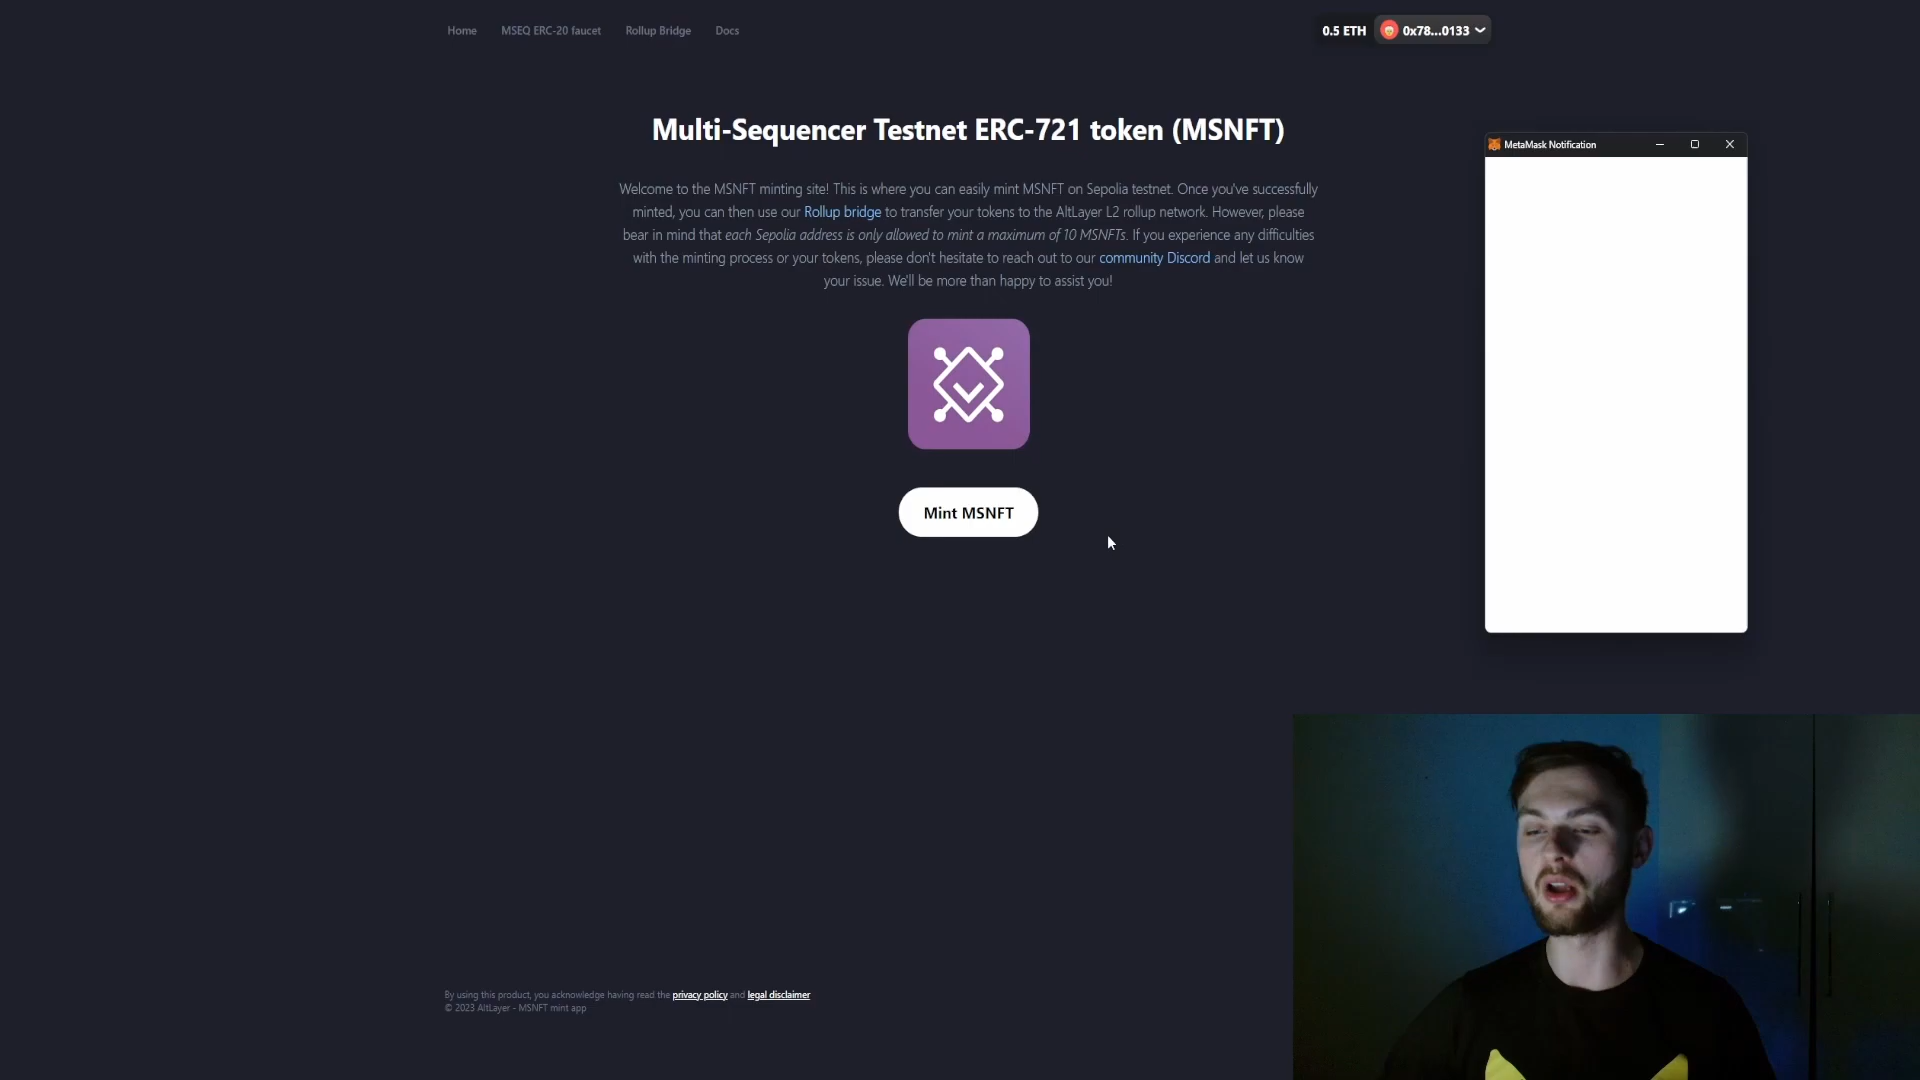 Home MSEQ ERC-20 faucet Rollup Bridge Docs
0.5 ETH 0x78...0133
Multi-Sequencer Testnet ERC-721 token (MSNFT)
MetaMask Notification
Welcome to the MSNFT minting site! This is where you can easily mint MSNFT on Sepolia testnet. Once you've successfully
minted, you can then use our Rollup bridge to transfer your tokens to the AltLayer L2 rollup network. However, please
bear in mind that each Sepolia address is only allowed to mint a maximum of 10 MSNFTs. If you experience any difficulties
with the minting process or your tokens, please don't hesitate to reach out to our community Discord and let us know
your issue. We'll be more than happy to assist you!
Mint MSNFT
By using this product, you acknowledge having read the privacy policy and legal disclaimer
© 2023 AltLayer - MSNFT mint app